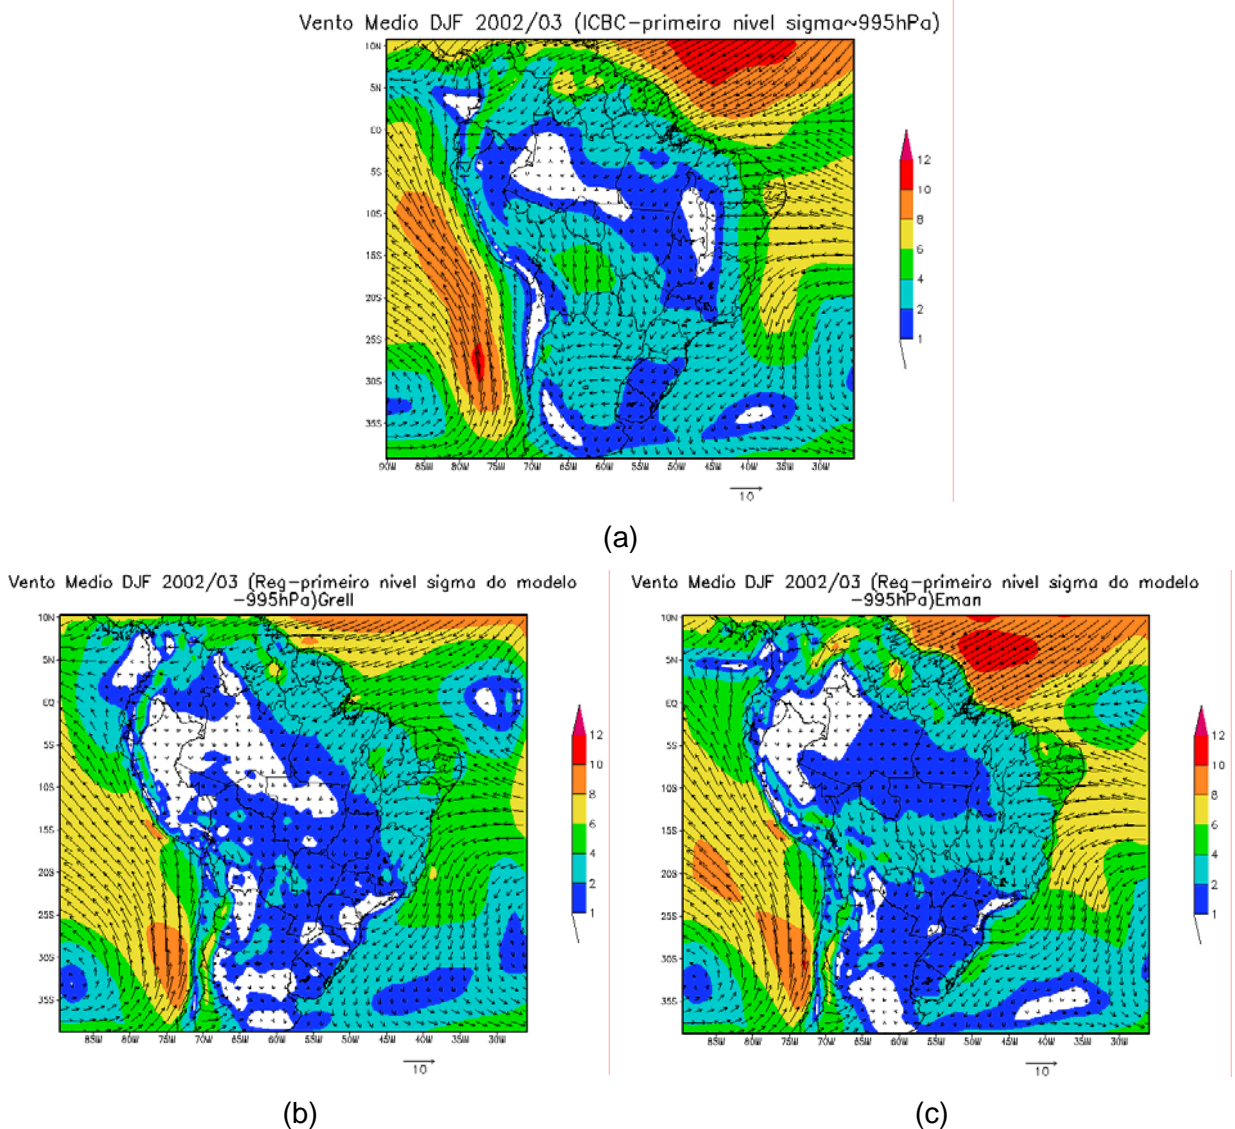 Vento Medio DJF 2002/03 (ICBC-primeiro nivel sigma~995hPa)
10N
5N
EQ
5S
10S
15S
20S
25S
30S
35S
90W 85W 80W 75W 70W 65W 60W 55W 50W 45W 40W 35W 30W
10
12
10
8
6
4
2
1
(a)
Vento Medio DJF 2002/03 (Reg-primeiro nivel sigma do modelo
-995hPa)Grell
10N
5N
EQ
5S
10S
15S
20S
25S
30S
35S
85W 80W 75W 70W 65W 60W 55W 50W 45W 40W 35W 30W
10
12
10
8
6
4
2
1
(b)
Vento Medio DJF 2002/03 (Reg-primeiro nivel sigma do modelo
-995hPa)Eman
10N
5N
EQ
5S
10S
15S
20S
25S
30S
35S
85W 80W 75W 70W 65W 60W 55W 50W 45W 40W 35W 30W
10
12
10
8
6
4
2
1
(c)